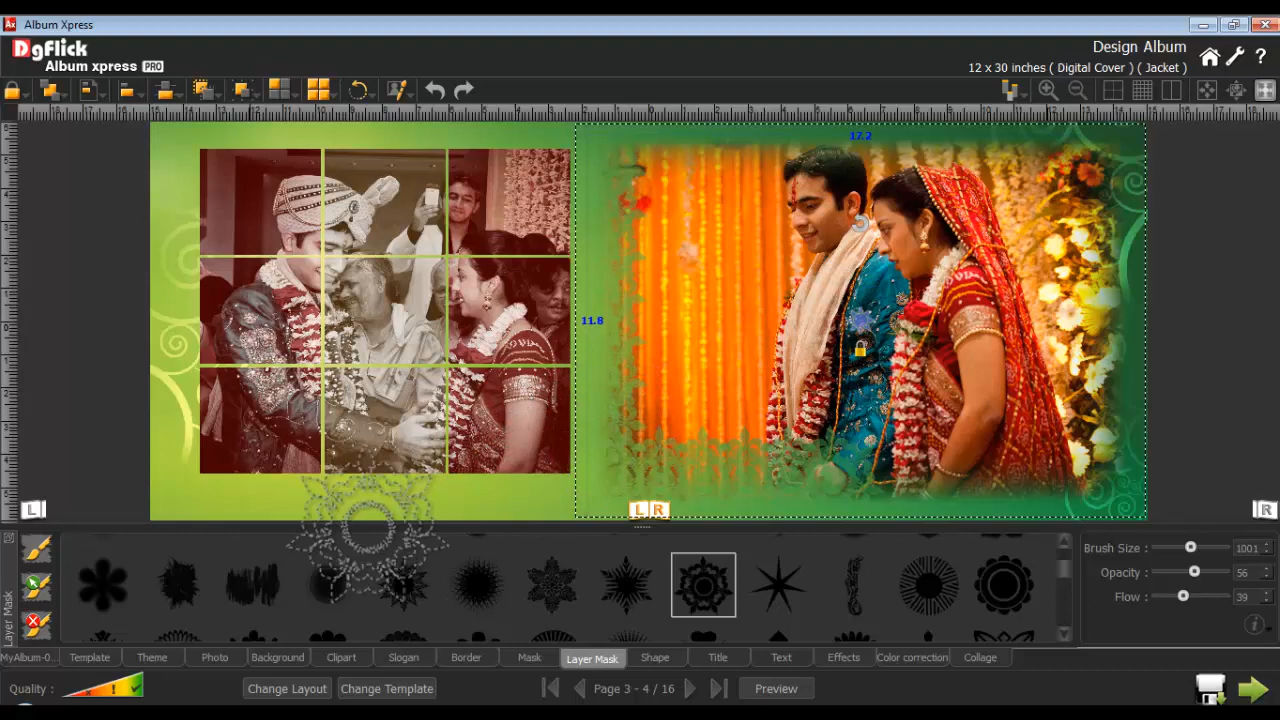 Ax Album Xpress
DgFlick
Album xpress PRO
Design Album
12 x 30 inches ( Digital Cover ) ( Jacket )
?
17.2
11.8
L
L R
R
Layer Mask
Brush Size : 1001
Opacity : 56
Flow : 39
MyAlbum-0... Template Theme Photo Background Clipart Slogan Border Mask Layer Mask Shape Title Text Effects Color correction Collage
Quality :
Change Layout Change Template Page 3 - 4 / 16 Preview